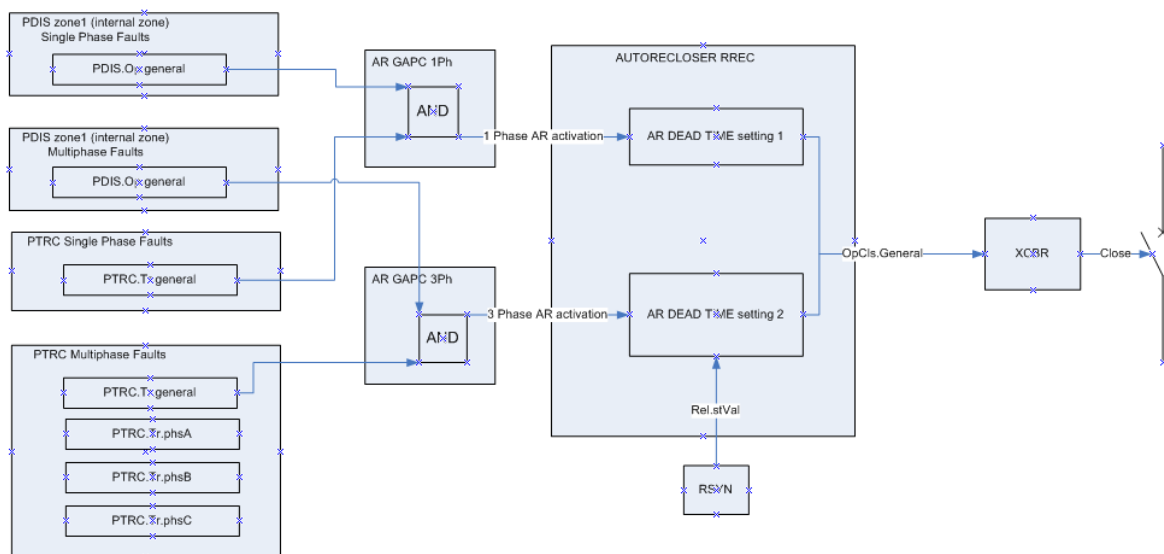 PDIS zone1 (internal zone)
Single Phase Faults
PDIS.Op.general
PDIS zone1 (internal zone)
Multiphase Faults
PDIS.Op.general
PTRC Single Phase Faults
PTRC.Tr.general
PTRC Multiphase Faults
PTRC.Tr.general
PTRC.Tr.phsA
PTRC.Tr.phsB
PTRC.Tr.phsC
AR GAPC 1Ph
AND
AR GAPC 3Ph
AND
1 Phase AR activation
3 Phase AR activation
AUTORECLOSER RREC
AR DEAD TIME setting 1
AR DEAD TIME setting 2
Rel.stVal
RSYN
OpCls.General
XCBR
Close